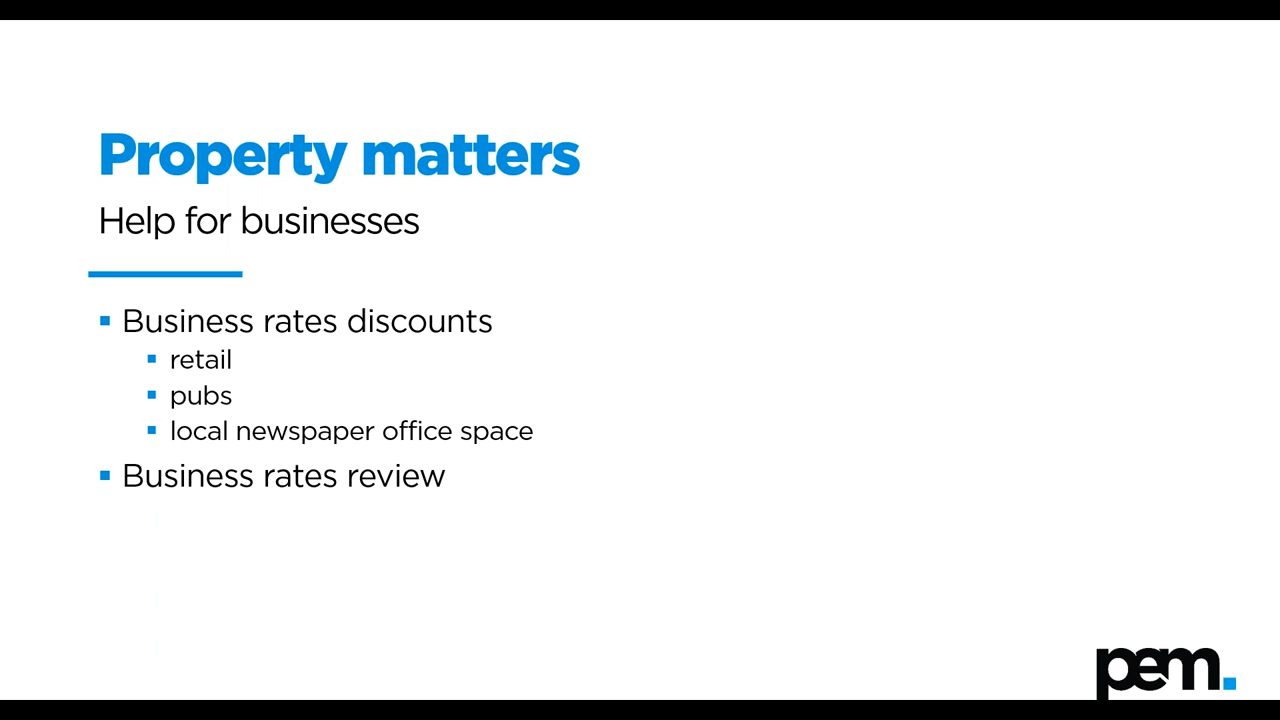 Property matters
Help for businesses
Business rates discounts
retail
pubs
local newspaper office space
Business rates review
pem.